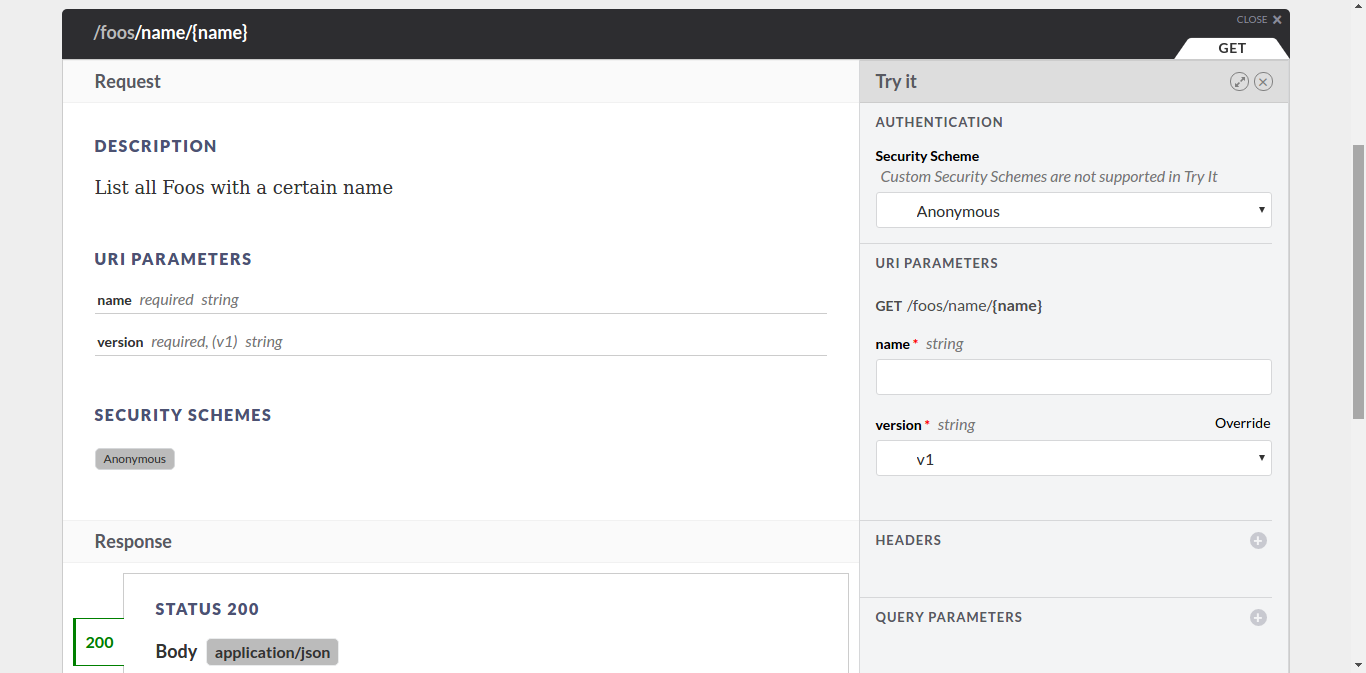 CLOSE ✕
/foos/name/{name}
GET
Request
DESCRIPTION
List all Foos with a certain name
URI PARAMETERS
name required string
version required, (v1) string
SECURITY SCHEMES
Anonymous
Response
200
STATUS 200
Body application/json
Try it
AUTHENTICATION
Security Scheme
Custom Security Schemes are not supported in Try It
Anonymous
URI PARAMETERS
GET /foos/name/{name}
name* string
version* string Override
v1
HEADERS
QUERY PARAMETERS